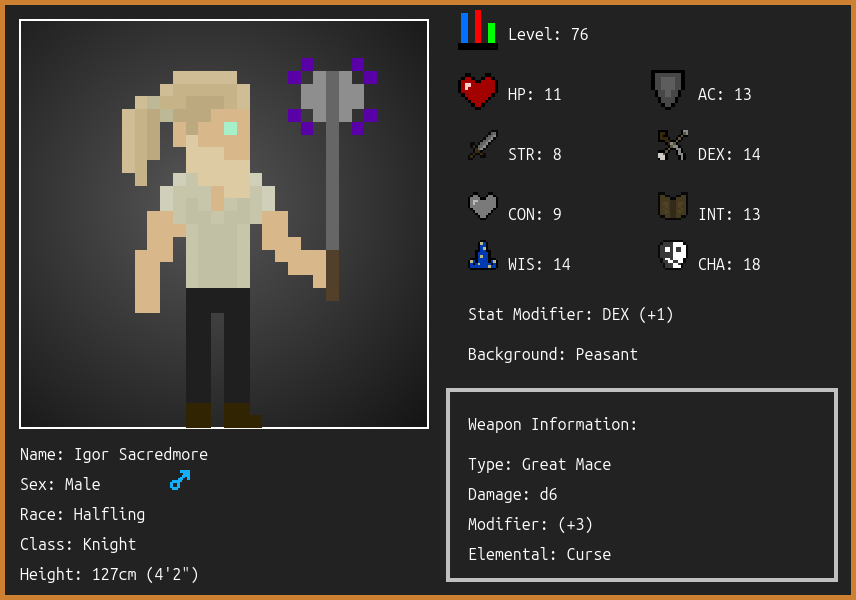 Level: 76
HP: 11
AC: 13
STR: 8
DEX: 14
CON: 9
INT: 13
WIS: 14
CHA: 18
Stat Modifier: DEX (+1)
Background: Peasant
Weapon Information:
Type: Great Mace
Damage: d6
Modifier: (+3)
Elemental: Curse
Name: Igor Sacredmore
Sex: Male
Race: Halfling
Class: Knight
Height: 127cm (4'2")